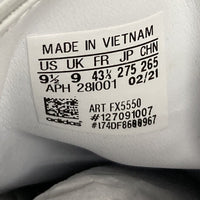 MADE IN VIETNAM
US UK FR JP CHN
9½ 9 43⅓ 275 265
APH 28I001 02/21
ART FX5550
#127091007
#174DF8600967
adidas